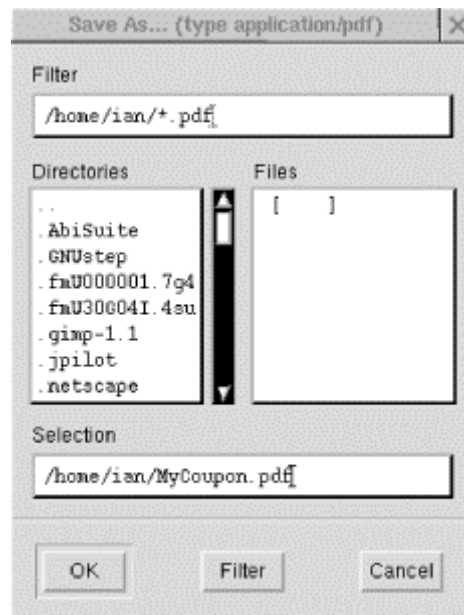 Save As... (type application/pdf)
Filter
/home/ian/*.pdf
Directories
Files
..
.AbiSuite
.GNUstep
.fmU000001.7g4
.fmU30G04I.4su
.gimp-1.1
.jpilot
.netscape
[ ]
Selection
/home/ian/MyCoupon.pdf
OK
Filter
Cancel